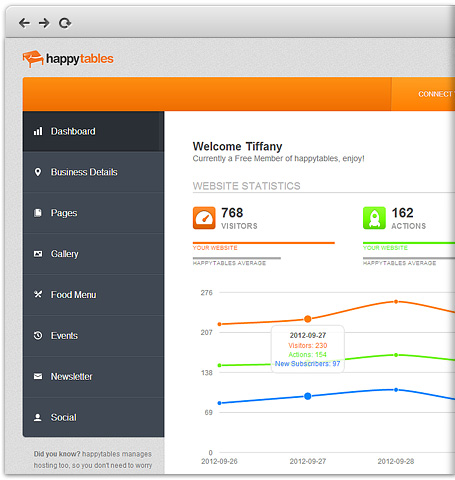 happytables
CONNECT
Dashboard
Business Details
Pages
Gallery
Food Menu
Events
Newsletter
Social
Did you know? happytables manages
hosting too, so you don't need to worry
Welcome Tiffany
Currently a Free Member of happytables, enjoy!
WEBSITE STATISTICS
768
VISITORS
YOUR WEBSITE
HAPPYTABLES AVERAGE
162
ACTIONS
YOUR WEBSITE
HAPPYTABLES AVERAGE
276
207
138
69
0
2012-09-27
Visitors: 230
Actions: 154
New Subscribers: 97
2012-09-26
2012-09-27
2012-09-28